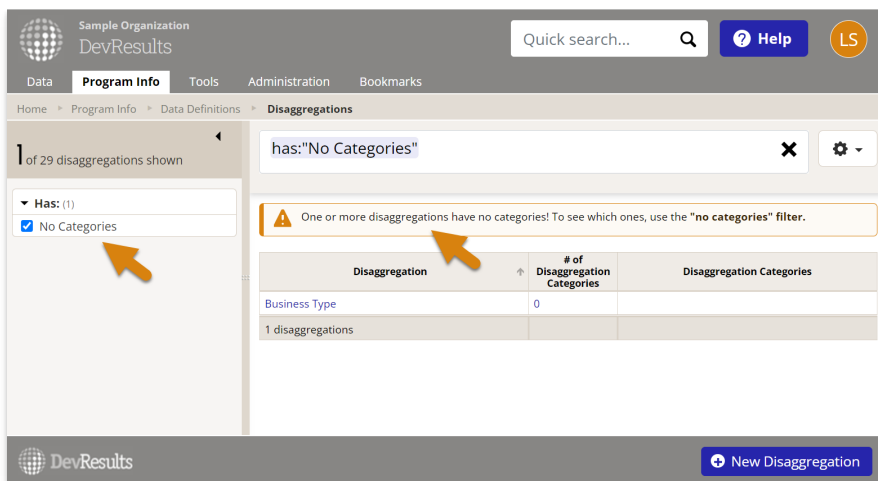 Sample Organization
DevResults
Quick search...
? Help
LS
Data Program Info Tools Administration Bookmarks
Home Program Info Data Definitions Disaggregations
1 of 29 disaggregations shown
has:"No Categories"
Has: (1)
No Categories
One or more disaggregations have no categories! To see which ones, use the "no categories" filter.
Disaggregation
# of
Disaggregation
Categories
Disaggregation Categories
Business Type 0
1 disaggregations
DevResults
New Disaggregation